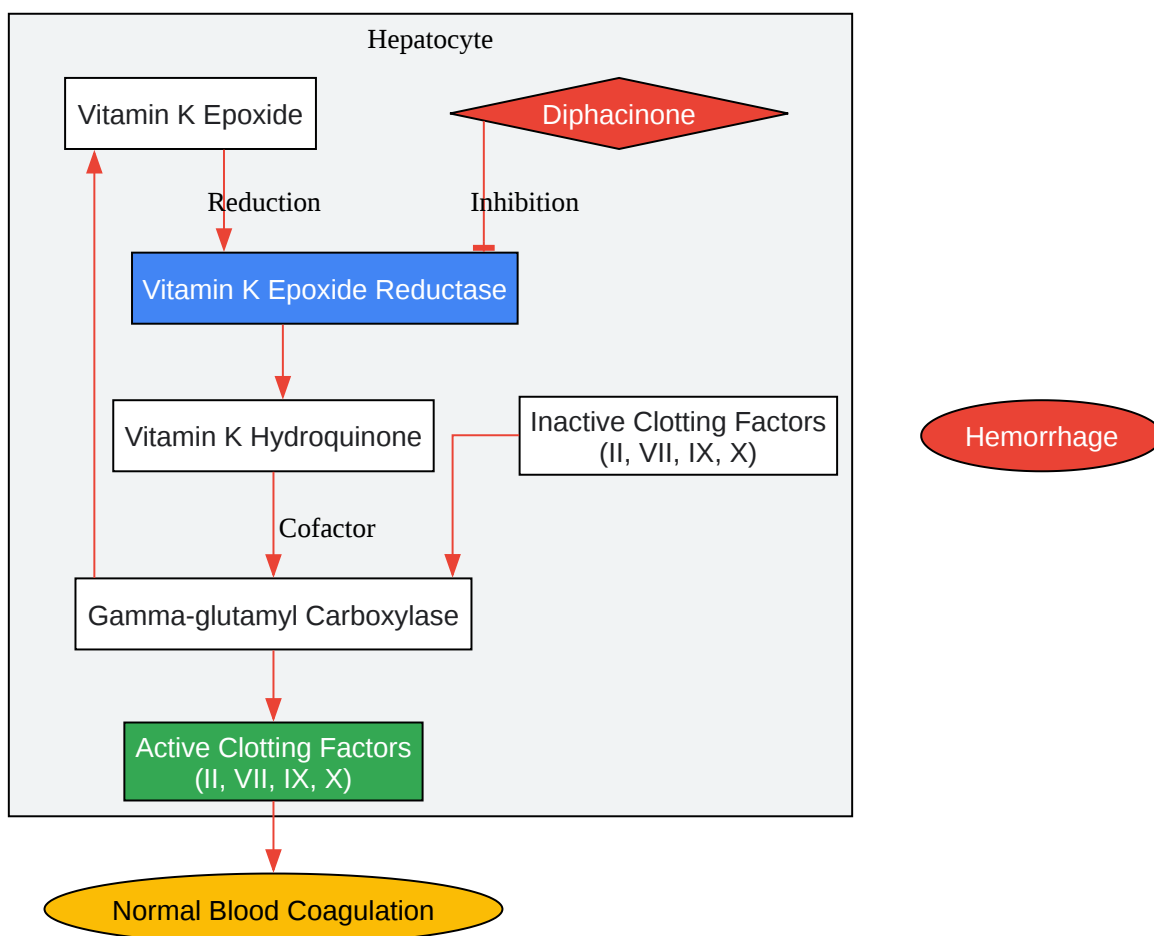 Hepatocyte
Vitamin K Epoxide
Diphacinone
Reduction
Inhibition
Vitamin K Epoxide Reductase
Vitamin K Hydroquinone
Inactive Clotting Factors
(II, VII, IX, X)
Hemorrhage
Cofactor
Gamma-glutamyl Carboxylase
Active Clotting Factors
(II, VII, IX, X)
Normal Blood Coagulation